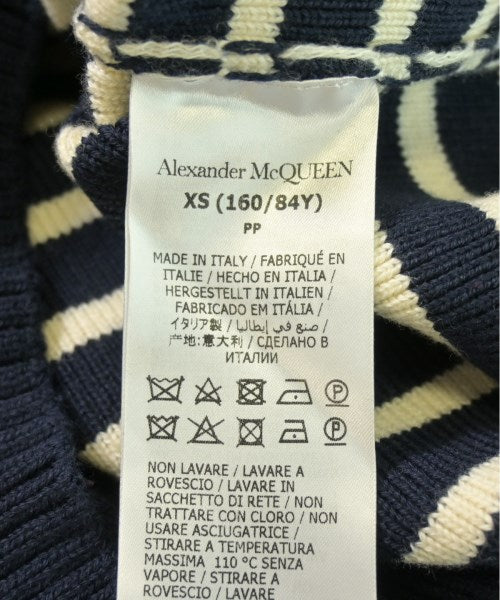 Alexander McQUEEN
XS (160/84Y)
PP
MADE IN ITALY / FABRIQUÉ EN
ITALIE / HECHO EN ITALIA /
HERGESTELLT IN ITALIEN /
FABRICADO EM ITÁLIA /
イタリア製 / صنع في إيطاليا /
产地:意大利 / СДЕЛАНО В
ИТАЛИИ
P
P
NON LAVARE / LAVARE A
ROVESCIO / LAVARE IN
SACCHETTO DI RETE / NON
TRATTARE CON CLORO / NON
USARE ASCIUGATRICE /
STIRARE A TEMPERATURA
MASSIMA 110 °C SENZA
VAPORE / STIRARE A
ROVESCIO / LAVARE